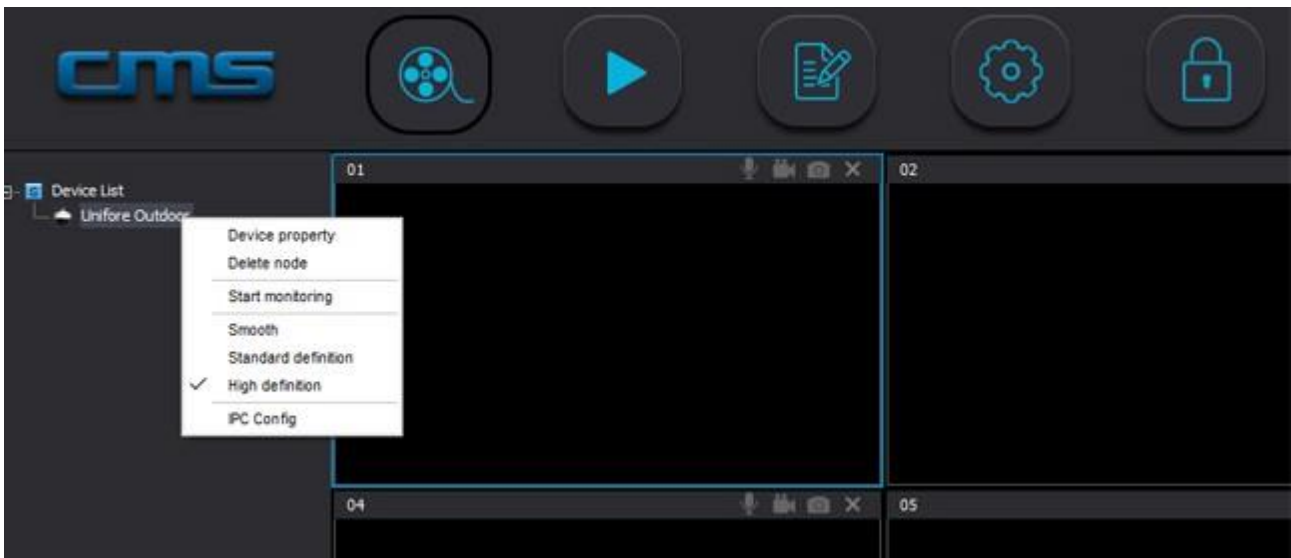 cms
01
02
Device List
Unifore Outdoor
Device property
Delete node
Start monitoring
Smooth
Standard definition
High definition
IPC Config
04
05